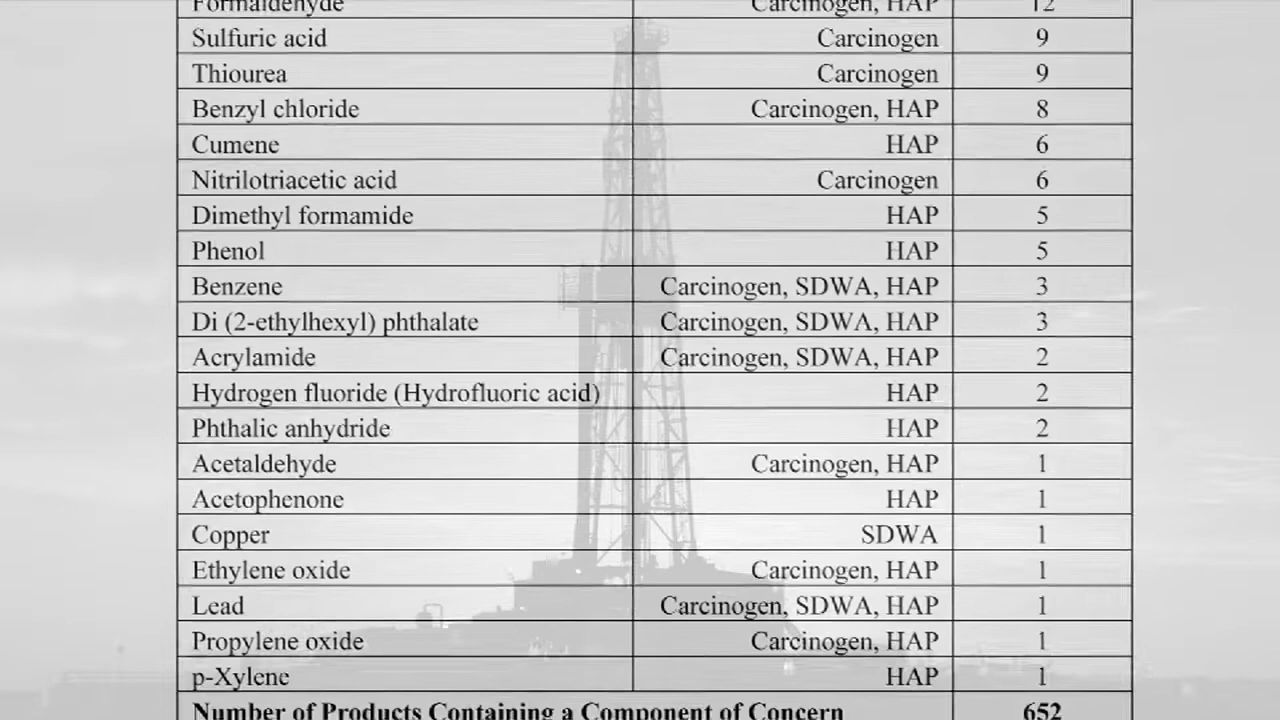 Formaldehyde Carcinogen, HAP 12
Sulfuric acid Carcinogen 9
Thiourea Carcinogen 9
Benzyl chloride Carcinogen, HAP 8
Cumene HAP 6
Nitrilotriacetic acid Carcinogen 6
Dimethyl formamide HAP 5
Phenol HAP 5
Benzene Carcinogen, SDWA, HAP 3
Di (2-ethylhexyl) phthalate Carcinogen, SDWA, HAP 3
Acrylamide Carcinogen, SDWA, HAP 2
Hydrogen fluoride (Hydrofluoric acid) HAP 2
Phthalic anhydride HAP 2
Acetaldehyde Carcinogen, HAP 1
Acetophenone HAP 1
Copper SDWA 1
Ethylene oxide Carcinogen, HAP 1
Lead Carcinogen, SDWA, HAP 1
Propylene oxide Carcinogen, HAP 1
p-Xylene HAP 1
Number of Products Containing a Component of Concern 652